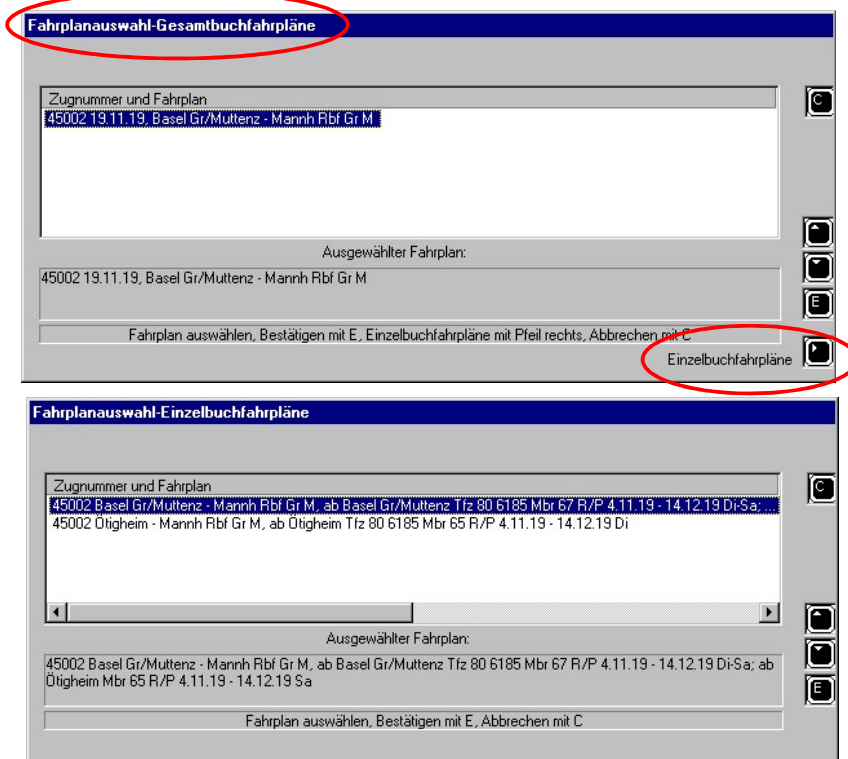 Fahrplanauswahl-Gesamtbuchfahrpläne
Zugnummer und Fahrplan
C
45002 19.11.19, Basel Gr/Muttenz - Mannh Rbf Gr M
Ausgewählter Fahrplan:
45002 19.11.19, Basel Gr/Muttenz - Mannh Rbf Gr M
E
Fahrplan auswählen, Bestätigen mit E, Einzelbuchfahrpläne mit Pfeil rechts, Abbrechen mit C
Einzelbuchfahrpläne
Fahrplanauswahl-Einzelbuchfahrpläne
Zugnummer und Fahrplan
C
45002 Basel Gr/Muttenz - Mannh Rbf Gr M, ab Basel Gr/Muttenz Tfz 80 6185 Mbr 67 R/P 4.11.19 - 14.12.19 Di-Sa; ...
45002 Ötigheim - Mannh Rbf Gr M, ab Ötigheim Tfz 80 6185 Mbr 65 R/P 4.11.19 - 14.12.19 Di
Ausgewählter Fahrplan:
45002 Basel Gr/Muttenz - Mannh Rbf Gr M, ab Basel Gr/Muttenz Tfz 80 6185 Mbr 67 R/P 4.11.19 - 14.12.19 Di-Sa; ab
Ötigheim Mbr 65 R/P 4.11.19 - 14.12.19 Sa
E
Fahrplan auswählen, Bestätigen mit E, Abbrechen mit C